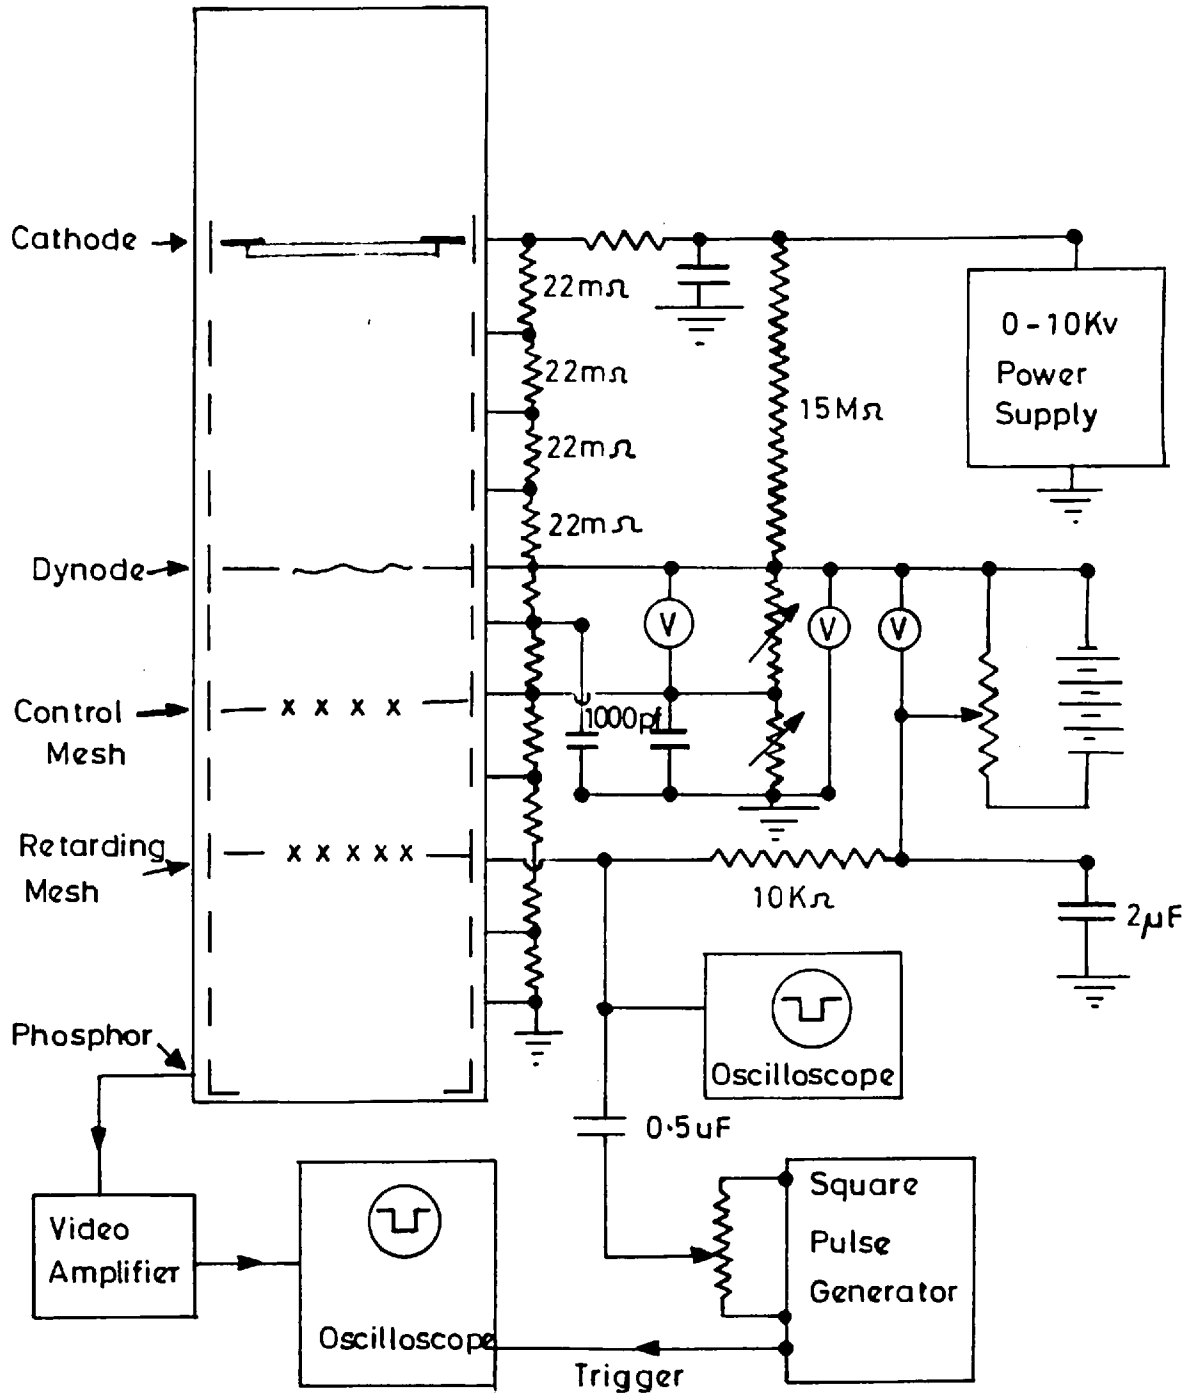 Cathode
22mΩ
22mΩ
22mΩ
22mΩ
15MΩ
0-10Kv
Power
Supply
Dynode
V
V
V
Control
Mesh
1000pf
x x x x
Retarding
Mesh
x x x x x
10KΩ
2μF
Phosphor
Oscilloscope
0.5uF
Video
Amplifier
Oscilloscope
Square
Pulse
Generator
Trigger